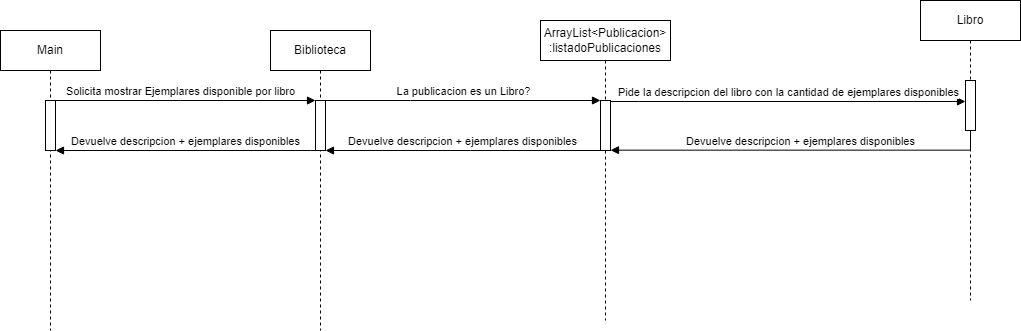 Main
Biblioteca
ArrayList<Publicacion>
:listadoPublicaciones
Libro
Solicita mostrar Ejemplares disponible por libro
La publicacion es un Libro?
Pide la descripcion del libro con la cantidad de ejemplares disponibles
Devuelve descripcion + ejemplares disponibles
Devuelve descripcion + ejemplares disponibles
Devuelve descripcion + ejemplares disponibles